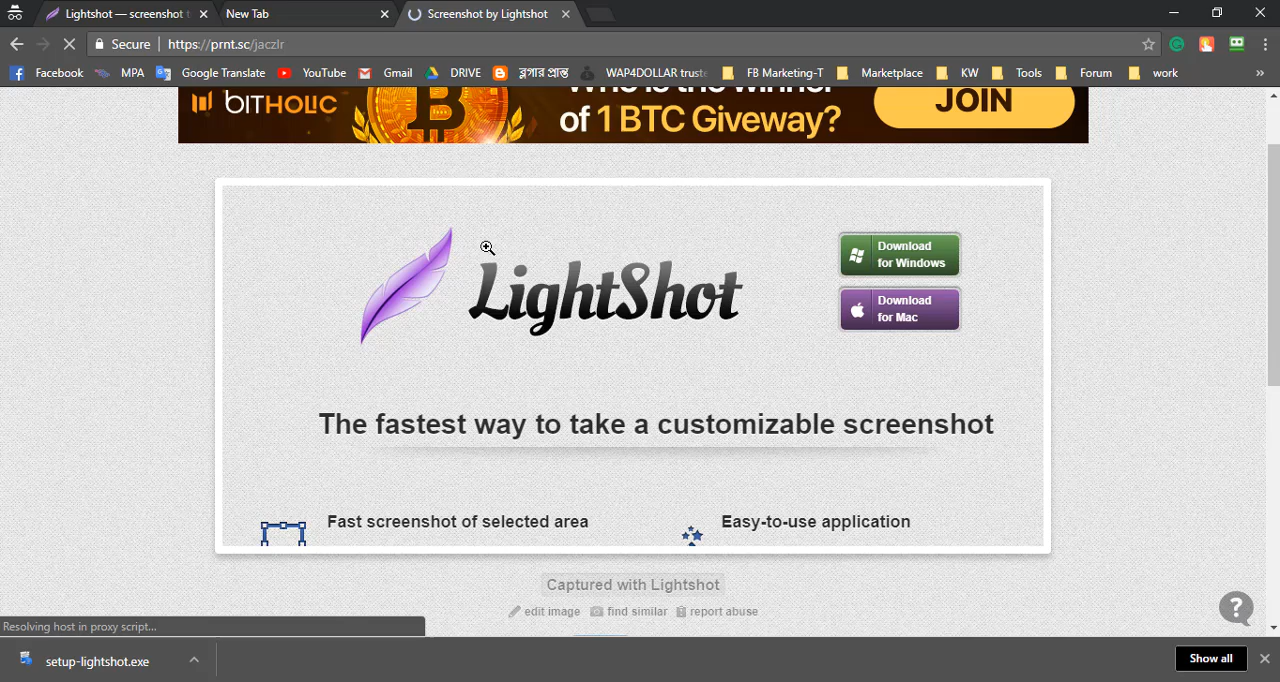 Lightshot — screenshot t
New Tab
Screenshot by Lightshot
Secure
https://prnt.sc/jaczlr
Facebook
MPA
Google Translate
YouTube
Gmail
DRIVE
ব্লগার প্রান্ত
WAP4DOLLAR truste
FB Marketing-T
Marketplace
KW
Tools
Forum
work
»
BITHOLIC
Who is the winner
of 1 BTC Giveway?
JOIN
LightShot
Download
for Windows
Download
for Mac
The fastest way to take a customizable screenshot
Fast screenshot of selected area
Easy-to-use application
Captured with Lightshot
edit image
find similar
report abuse
?
Resolving host in proxy script...
setup-lightshot.exe
Show all